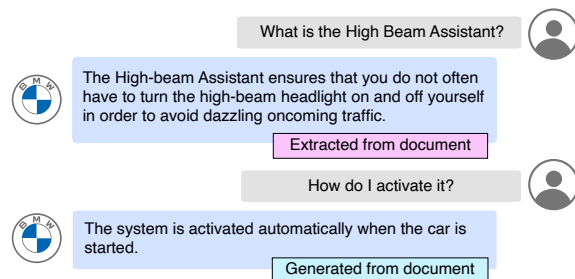 What is the High Beam Assistant?
BMW
The High-beam Assistant ensures that you do not often
have to turn the high-beam headlight on and off yourself
in order to avoid dazzling oncoming traffic.
Extracted from document
How do I activate it?
BMW
The system is activated automatically when the car is
started.
Generated from document